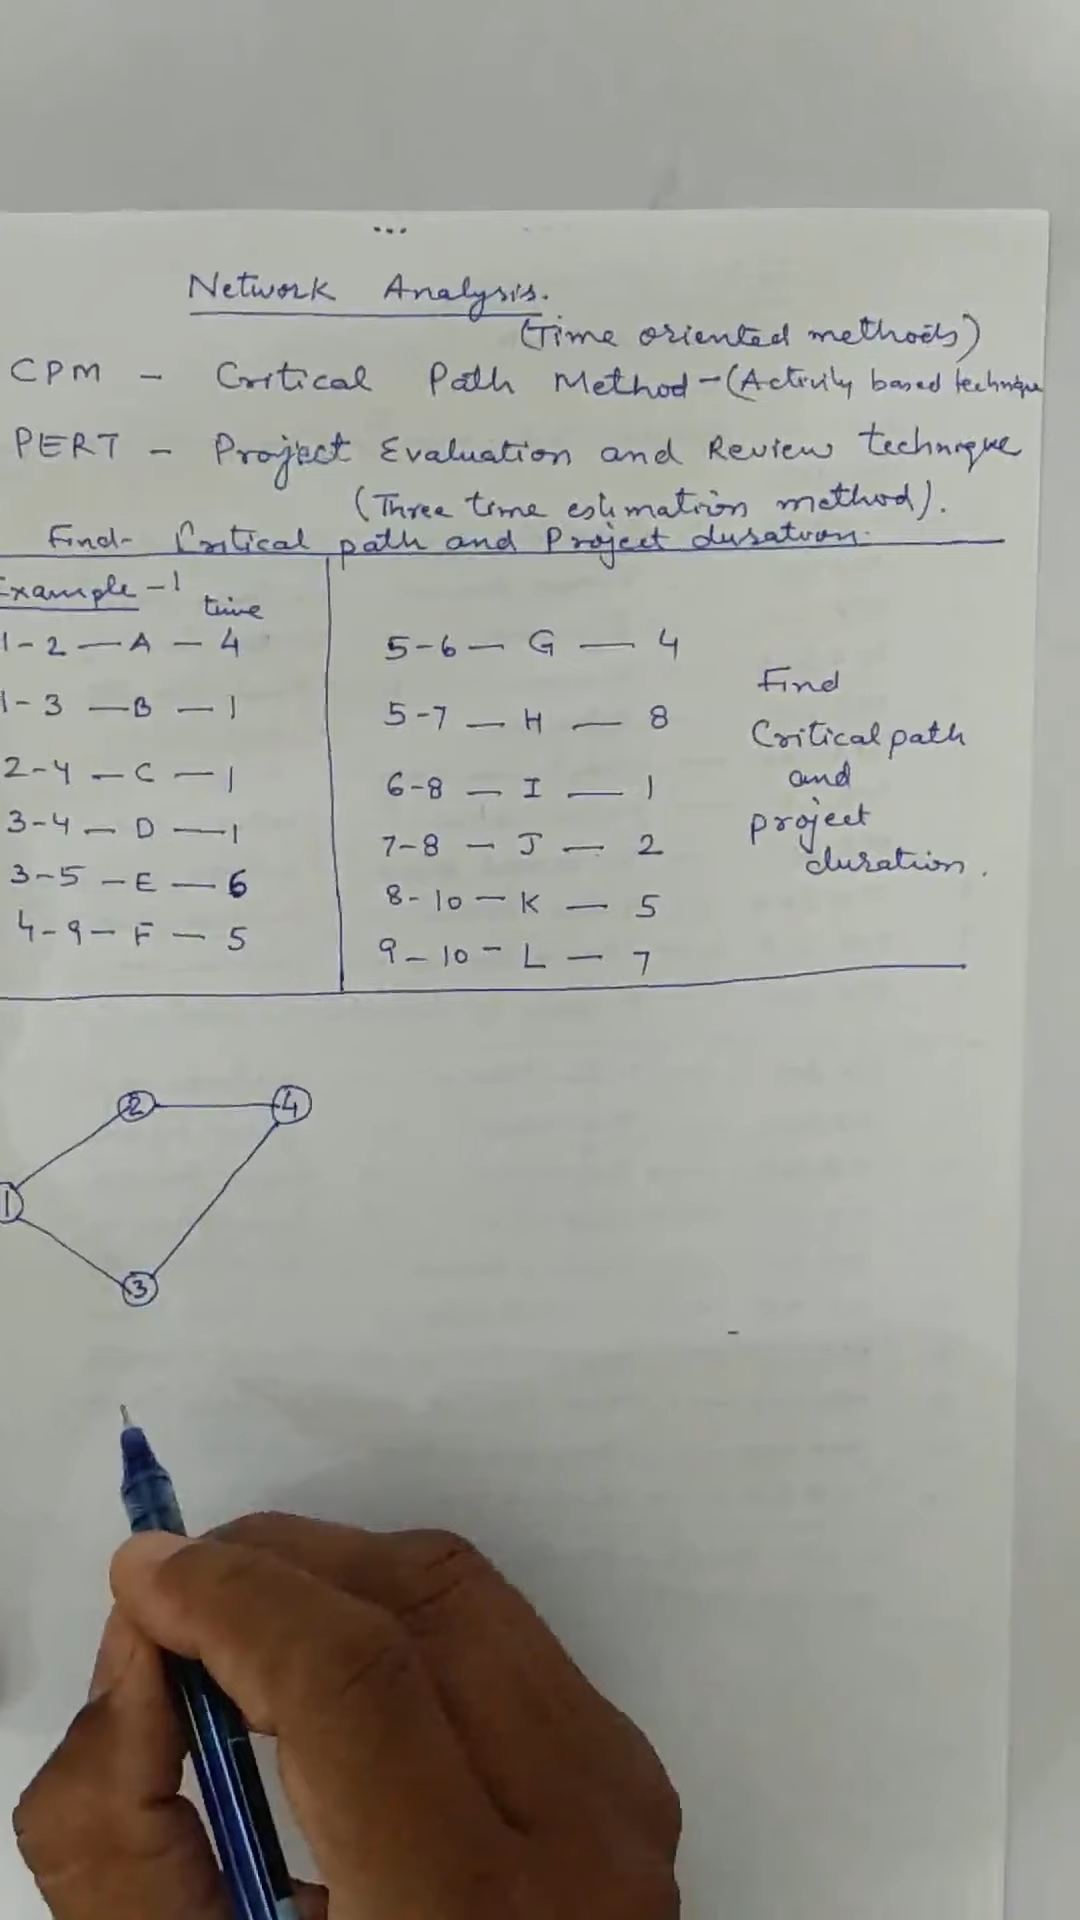 Network Analysis.
(Time oriented methods)
CPM - Critical Path Method - (Activity based technique
PERT - Project Evaluation and Review technique
(Three time estimation method).
Find- Critical path and Project duration.
Example -1 time
1-2 — A — 4
1-3 — B — 1
2-4 — C — 1
3-4 — D — 1
3-5 — E — 6
4-9 — F — 5
5-6 — G — 4
5-7 — H — 8
6-8 — I — 1
7-8 — J — 2
8-10 — K — 5
9-10 - L — 7
Find
Critical path
and
project
duration.
2
4
1
3